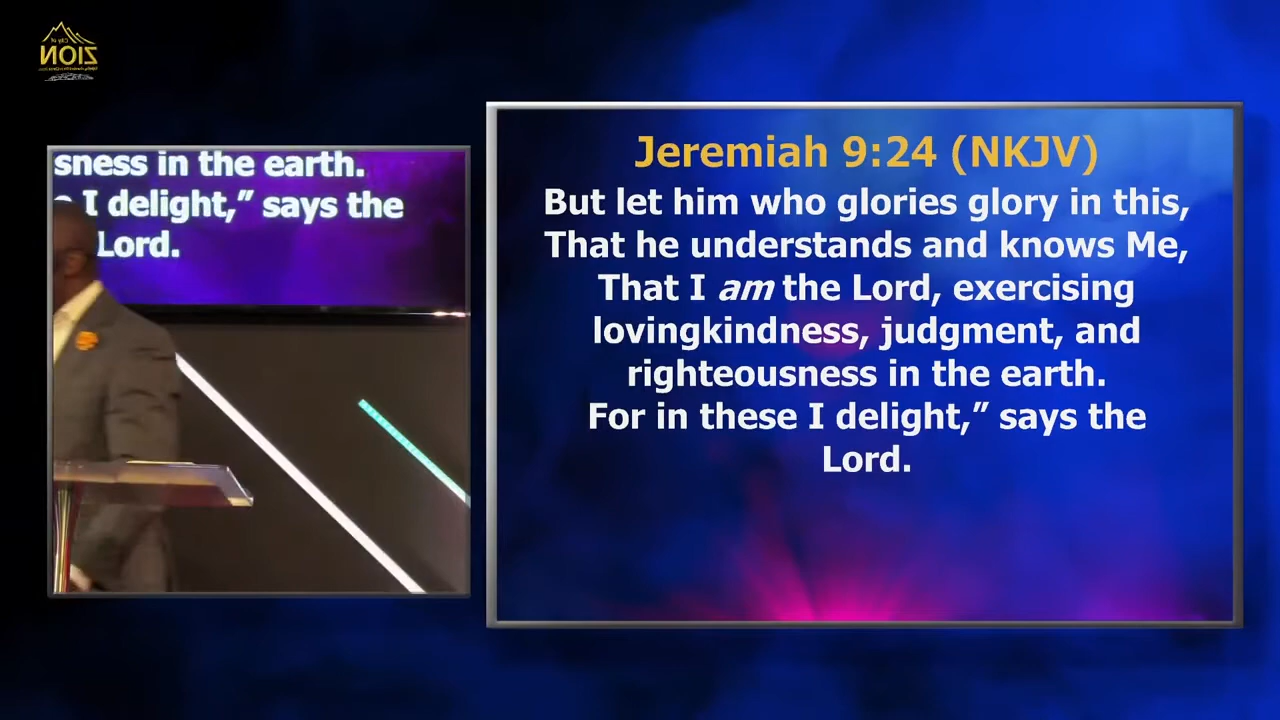 City of
ZION
sness in the earth.
e I delight,” says the
Lord.
Jeremiah 9:24 (NKJV)
But let him who glories glory in this,
That he understands and knows Me,
That I am the Lord, exercising
lovingkindness, judgment, and
righteousness in the earth.
For in these I delight,” says the
Lord.